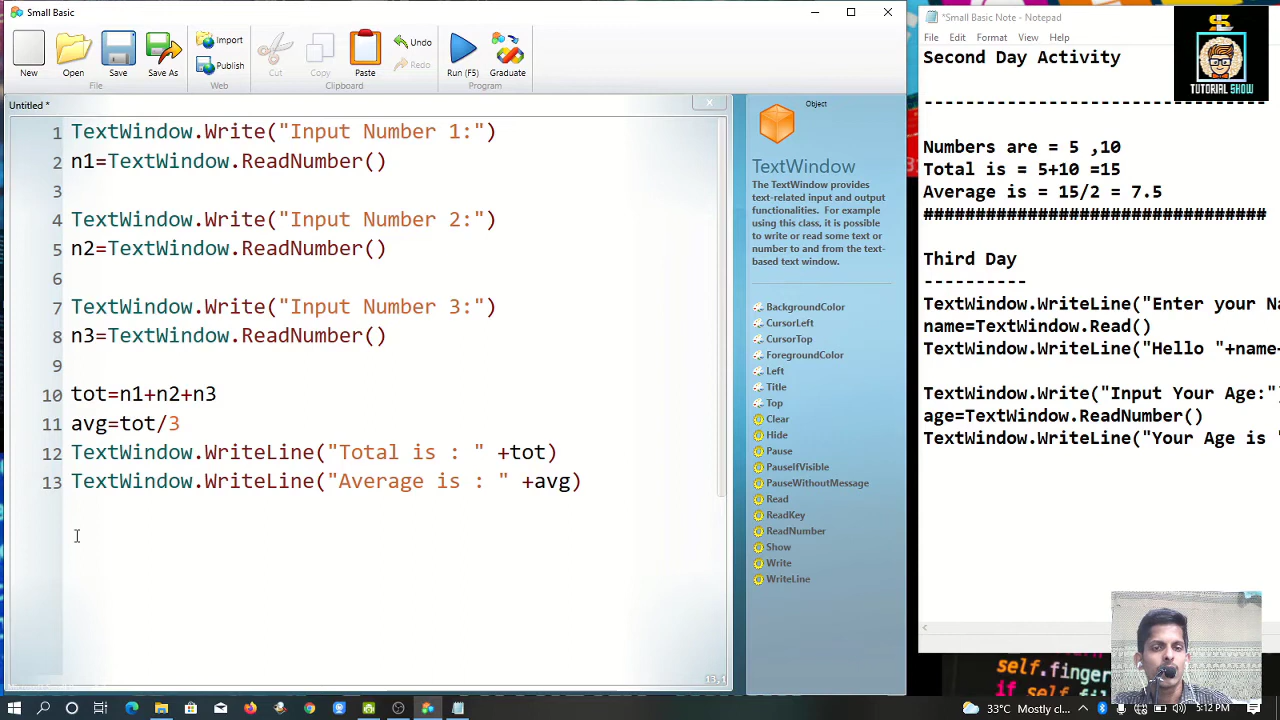 Small Basic
New
Open
Save
Save As
Import
Publish
Cut
Copy
Paste
Undo
Redo
Run (F5)
Graduate
File
Web
Clipboard
Program
Untitled *
1 TextWindow.Write("Input Number 1:")
2 n1=TextWindow.ReadNumber()
3
4 TextWindow.Write("Input Number 2:")
5 n2=TextWindow.ReadNumber()
6
7 TextWindow.Write("Input Number 3:")
8 n3=TextWindow.ReadNumber()
9
10 tot=n1+n2+n3
11 avg=tot/3
12 TextWindow.WriteLine("Total is : " +tot)
13 TextWindow.WriteLine("Average is : " +avg)
13,1
Object
TextWindow
The TextWindow provides
text-related input and output
functionalities. For example
using this class, it is possible
to write or read some text or
number to and from the text-
based text window.
BackgroundColor
CursorLeft
CursorTop
ForegroundColor
Left
Title
Top
Clear
Hide
Pause
PauseIfVisible
PauseWithoutMessage
Read
ReadKey
ReadNumber
Show
Write
WriteLine
*Small Basic Note - Notepad
File Edit Format View Help
Second Day Activity
---------------------------------
Numbers are = 5 ,10
Total is = 5+10 =15
Average is = 15/2 = 7.5
#################################
Third Day
----------
TextWindow.WriteLine("Enter your Na
name=TextWindow.Read()
TextWindow.WriteLine("Hello "+name+
TextWindow.Write("Input Your Age:")
age=TextWindow.ReadNumber()
TextWindow.WriteLine("Your Age is "
TUTORIAL SHOW
self.finger
if self.fil
33°C Mostly cl...
5:12 PM